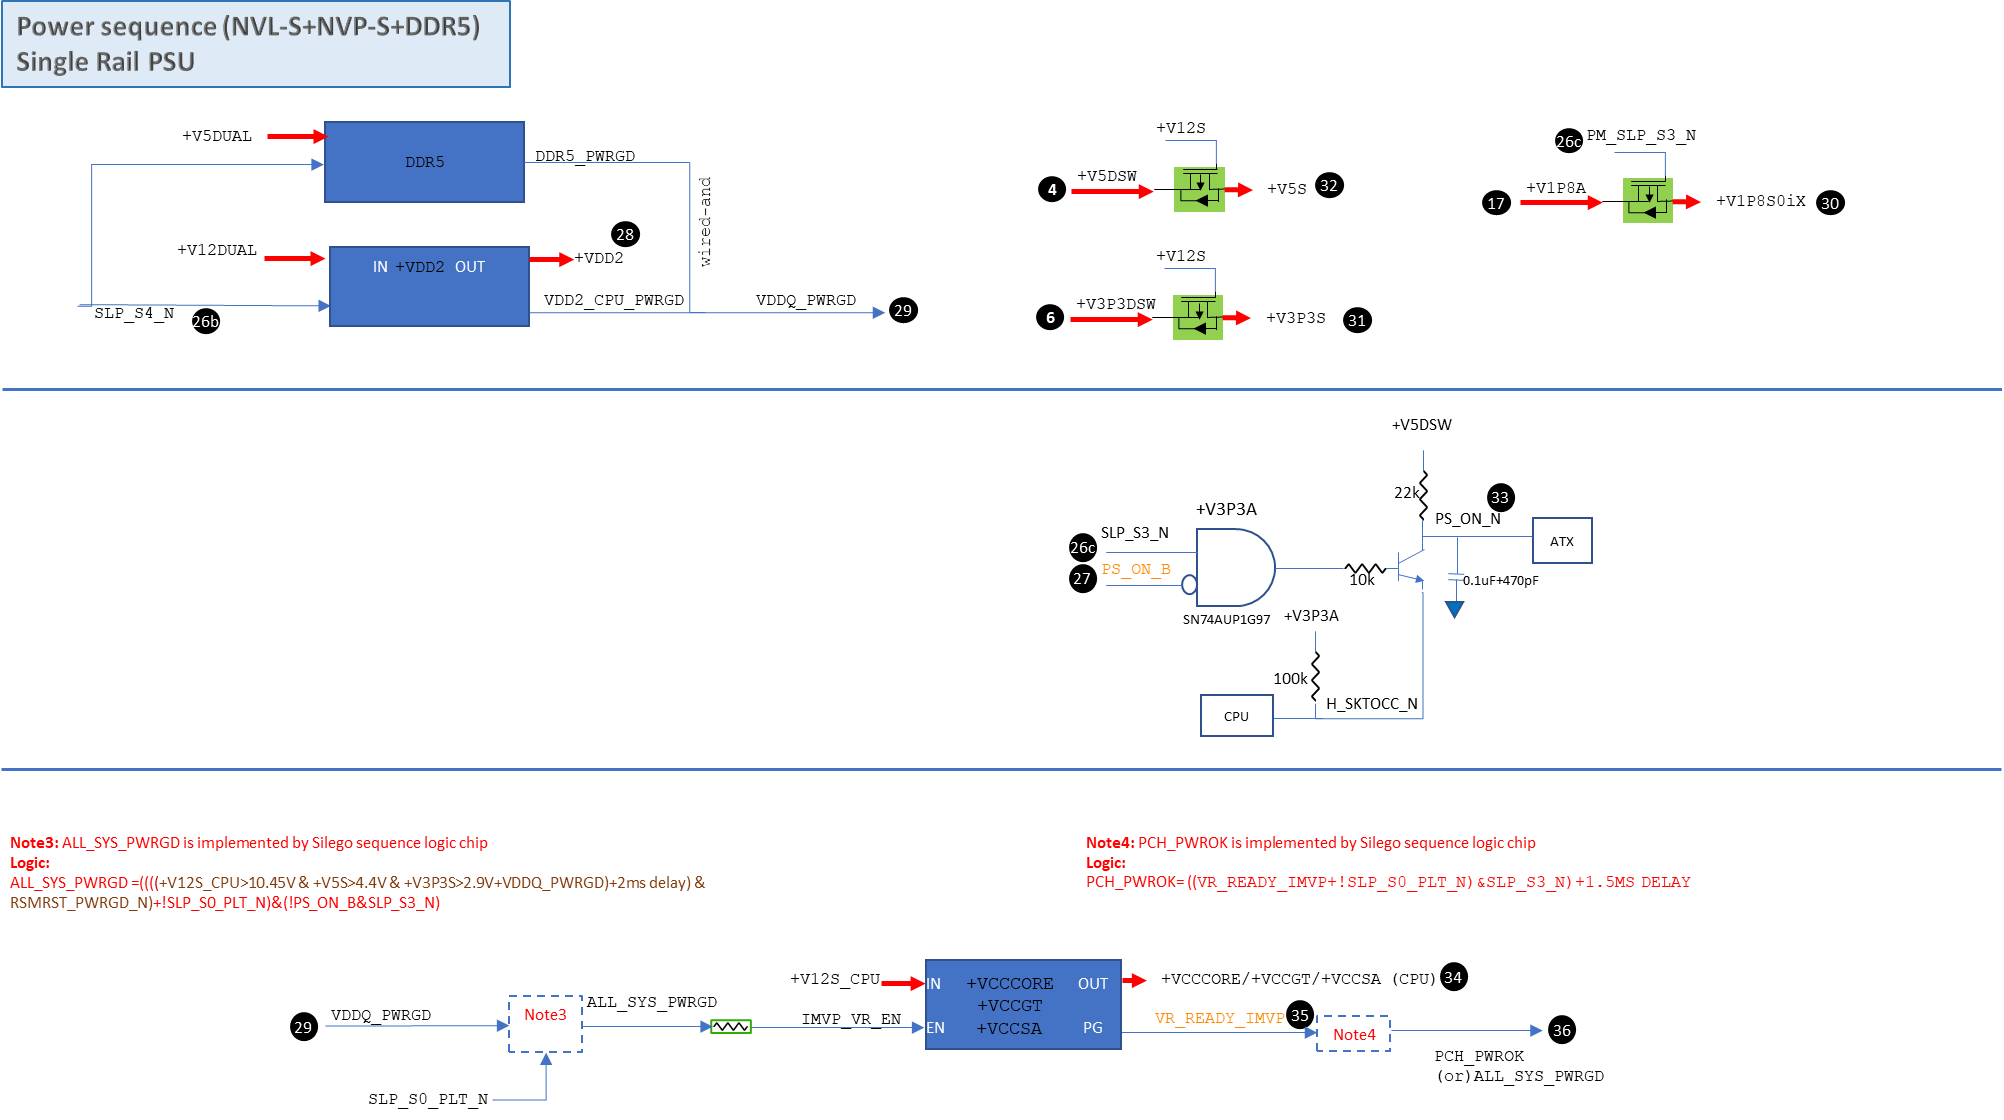 Power sequence (NVL-S+NVP-S+DDR5)
Single Rail PSU
+V5DUAL
DDR5
DDR5_PWRGD
wired-and
+V12DUAL
IN +VDD2 OUT
28
+VDD2
VDD2_CPU_PWRGD
VDDQ_PWRGD
29
SLP_S4_N
26b
+V12S
4
+V5DSW
+V5S
32
+V12S
6
+V3P3DSW
+V3P3S
31
26c
PM_SLP_S3_N
17
+V1P8A
+V1P8S0iX
30
+V5DSW
22k
33
PS_ON_N
ATX
+V3P3A
26c
SLP_S3_N
27
PS_ON_B
10k
0.1uF+470pF
SN74AUP1G97
+V3P3A
100k
H_SKTOCC_N
CPU
Note3: ALL_SYS_PWRGD is implemented by Silego sequence logic chip
Logic:
ALL_SYS_PWRGD =((((+V12S_CPU>10.45V & +V5S>4.4V & +V3P3S>2.9V+VDDQ_PWRGD)+2ms delay) &
RSMRST_PWRGD_N)+!SLP_S0_PLT_N)&(!PS_ON_B&SLP_S3_N)
Note4: PCH_PWROK is implemented by Silego sequence logic chip
Logic:
PCH_PWROK= ((VR_READY_IMVP+!SLP_S0_PLT_N) &SLP_S3_N) +1.5MS DELAY
29
VDDQ_PWRGD
Note3
SLP_S0_PLT_N
ALL_SYS_PWRGD
+V12S_CPU
IMVP_VR_EN
IN +VCCCORE OUT
+VCCGT
EN +VCCSA PG
+VCCCORE/+VCCGT/+VCCSA (CPU)
34
VR_READY_IMVP
35
Note4
36
PCH_PWROK
(or)ALL_SYS_PWRGD